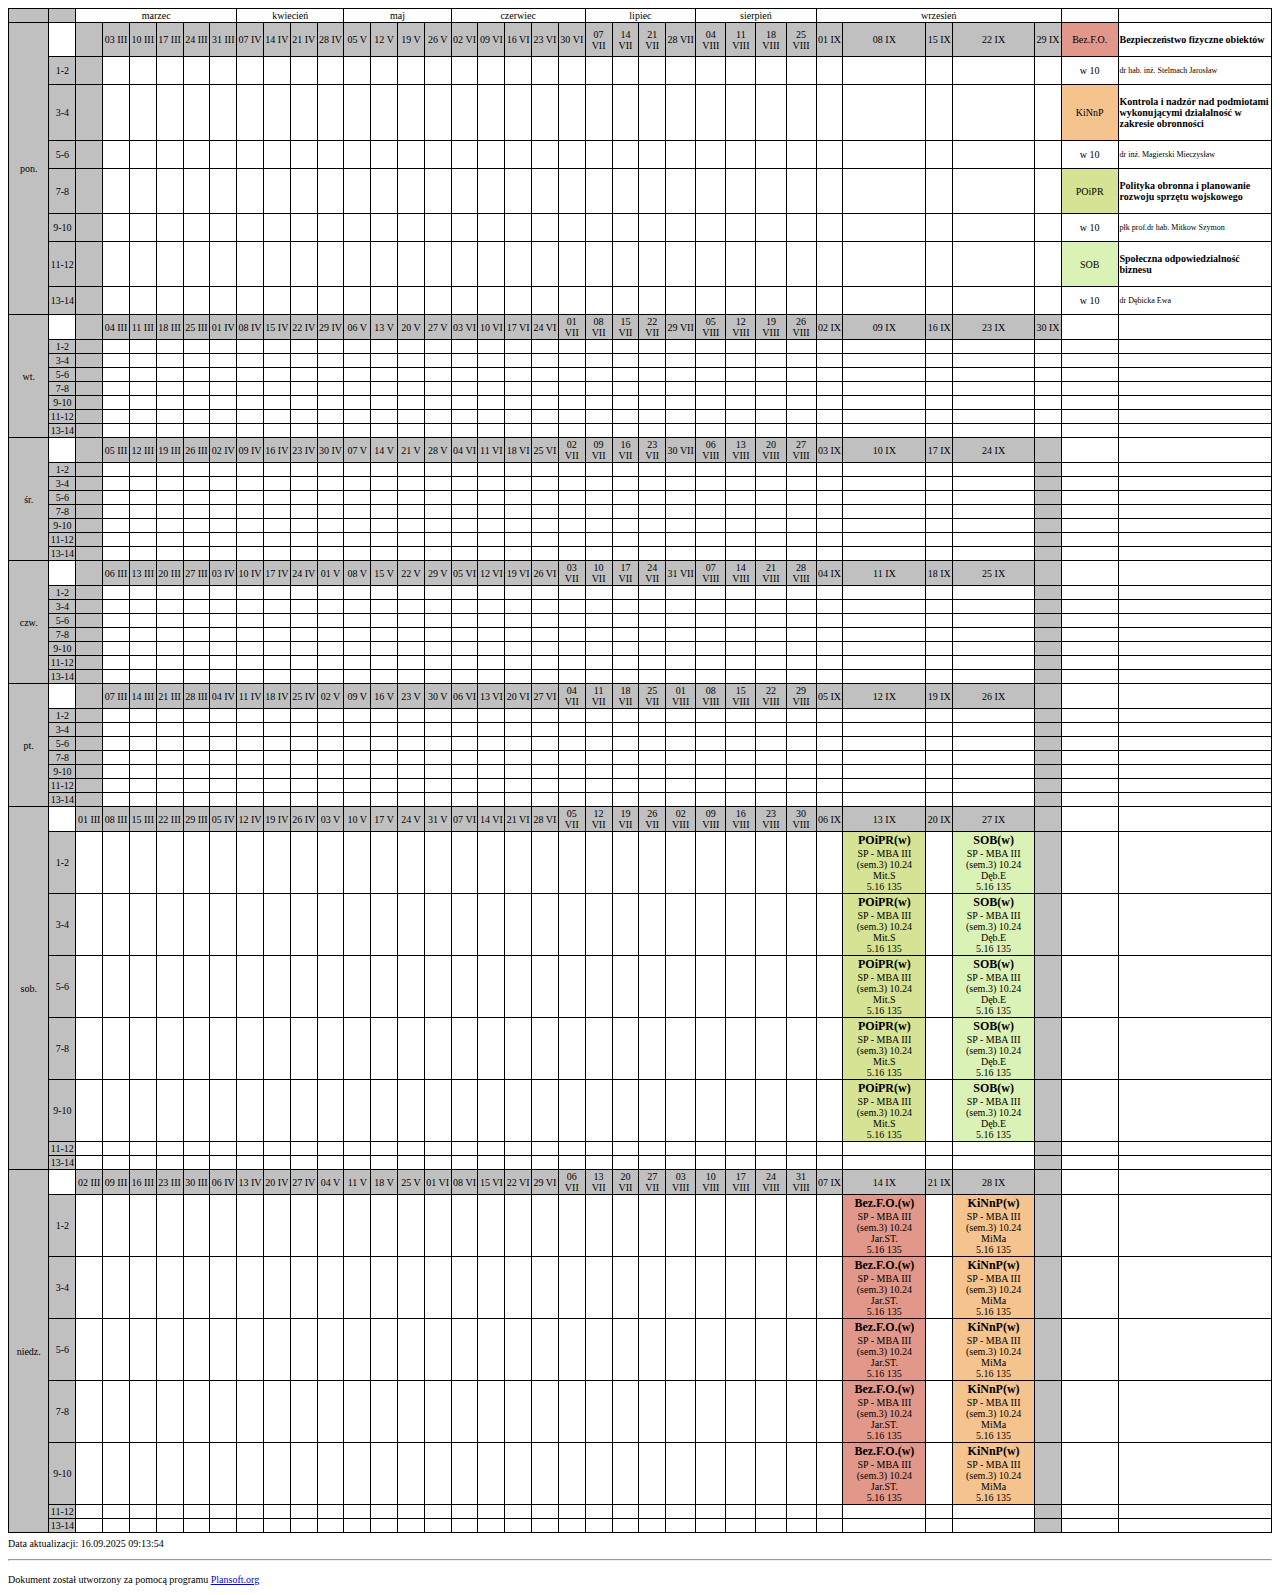 marzec kwiecień maj czerwiec lipiec sierpień wrzesień
pon. 03 III 10 III 17 III 24 III 31 III 07 IV 14 IV 21 IV 28 IV 05 V 12 V 19 V 26 V 02 VI 09 VI 16 VI 23 VI 30 VI 07 VII 14 VII 21 VII 28 VII 04 VIII 11 VIII 18 VIII 25 VIII 01 IX 08 IX 15 IX 22 IX 29 IX Bez.F.O. Bezpieczeństwo fizyczne obiektów
1-2 w 10 dr hab. inż. Stelmach Jarosław
3-4 KiNnP Kontrola i nadzór nad podmiotami wykonującymi działalność w zakresie obronności
5-6 w 10 dr inż. Magierski Mieczysław
7-8 POiPR Polityka obronna i planowanie rozwoju sprzętu wojskowego
9-10 w 10 płk prof.dr hab. Mitkow Szymon
11-12 SOB Społeczna odpowiedzialność biznesu
13-14 w 10 dr Dębicka Ewa
wt. 04 III 11 III 18 III 25 III 01 IV 08 IV 15 IV 22 IV 29 IV 06 V 13 V 20 V 27 V 03 VI 10 VI 17 VI 24 VI 01 VII 08 VII 15 VII 22 VII 29 VII 05 VIII 12 VIII 19 VIII 26 VIII 02 IX 09 IX 16 IX 23 IX 30 IX
1-2
3-4
5-6
7-8
9-10
11-12
13-14
śr. 05 III 12 III 19 III 26 III 02 IV 09 IV 16 IV 23 IV 30 IV 07 V 14 V 21 V 28 V 04 VI 11 VI 18 VI 25 VI 02 VII 09 VII 16 VII 23 VII 30 VII 06 VIII 13 VIII 20 VIII 27 VIII 03 IX 10 IX 17 IX 24 IX
1-2
3-4
5-6
7-8
9-10
11-12
13-14
czw. 06 III 13 III 20 III 27 III 03 IV 10 IV 17 IV 24 IV 01 V 08 V 15 V 22 V 29 V 05 VI 12 VI 19 VI 26 VI 03 VII 10 VII 17 VII 24 VII 31 VII 07 VIII 14 VIII 21 VIII 28 VIII 04 IX 11 IX 18 IX 25 IX
1-2
3-4
5-6
7-8
9-10
11-12
13-14
pt. 07 III 14 III 21 III 28 III 04 IV 11 IV 18 IV 25 IV 02 V 09 V 16 V 23 V 30 V 06 VI 13 VI 20 VI 27 VI 04 VII 11 VII 18 VII 25 VII 01 VIII 08 VIII 15 VIII 22 VIII 29 VIII 05 IX 12 IX 19 IX 26 IX
1-2
3-4
5-6
7-8
9-10
11-12
13-14
sob. 01 III 08 III 15 III 22 III 29 III 05 IV 12 IV 19 IV 26 IV 03 V 10 V 17 V 24 V 31 V 07 VI 14 VI 21 VI 28 VI 05 VII 12 VII 19 VII 26 VII 02 VIII 09 VIII 16 VIII 23 VIII 30 VIII 06 IX 13 IX 20 IX 27 IX
1-2
POiPR(w) SOB(w)
SP - MBA III SP - MBA III
(sem.3) 10.24 (sem.3) 10.24
Mit.S Dęb.E
5.16 135 5.16 135
3-4
POiPR(w) SOB(w)
SP - MBA III SP - MBA III
(sem.3) 10.24 (sem.3) 10.24
Mit.S Dęb.E
5.16 135 5.16 135
5-6
POiPR(w) SOB(w)
SP - MBA III SP - MBA III
(sem.3) 10.24 (sem.3) 10.24
Mit.S Dęb.E
5.16 135 5.16 135
7-8
POiPR(w) SOB(w)
SP - MBA III SP - MBA III
(sem.3) 10.24 (sem.3) 10.24
Mit.S Dęb.E
5.16 135 5.16 135
9-10
POiPR(w) SOB(w)
SP - MBA III SP - MBA III
(sem.3) 10.24 (sem.3) 10.24
Mit.S Dęb.E
5.16 135 5.16 135
11-12
13-14
niedz. 02 III 09 III 16 III 23 III 30 III 06 IV 13 IV 20 IV 27 IV 04 V 11 V 18 V 25 V 01 VI 08 VI 15 VI 22 VI 29 VI 06 VII 13 VII 20 VII 27 VII 03 VIII 10 VIII 17 VIII 24 VIII 31 VIII 07 IX 14 IX 21 IX 28 IX
1-2
Bez.F.O.(w) KiNnP(w)
SP - MBA III SP - MBA III
(sem.3) 10.24 (sem.3) 10.24
Jar.ST. MiMa
5.16 135 5.16 135
3-4
Bez.F.O.(w) KiNnP(w)
SP - MBA III SP - MBA III
(sem.3) 10.24 (sem.3) 10.24
Jar.ST. MiMa
5.16 135 5.16 135
5-6
Bez.F.O.(w) KiNnP(w)
SP - MBA III SP - MBA III
(sem.3) 10.24 (sem.3) 10.24
Jar.ST. MiMa
5.16 135 5.16 135
7-8
Bez.F.O.(w) KiNnP(w)
SP - MBA III SP - MBA III
(sem.3) 10.24 (sem.3) 10.24
Jar.ST. MiMa
5.16 135 5.16 135
9-10
Bez.F.O.(w) KiNnP(w)
SP - MBA III SP - MBA III
(sem.3) 10.24 (sem.3) 10.24
Jar.ST. MiMa
5.16 135 5.16 135
11-12
13-14
Data aktualizacji: 16.09.2025 09:13:54
Dokument został utworzony za pomocą programu Plansoft.org